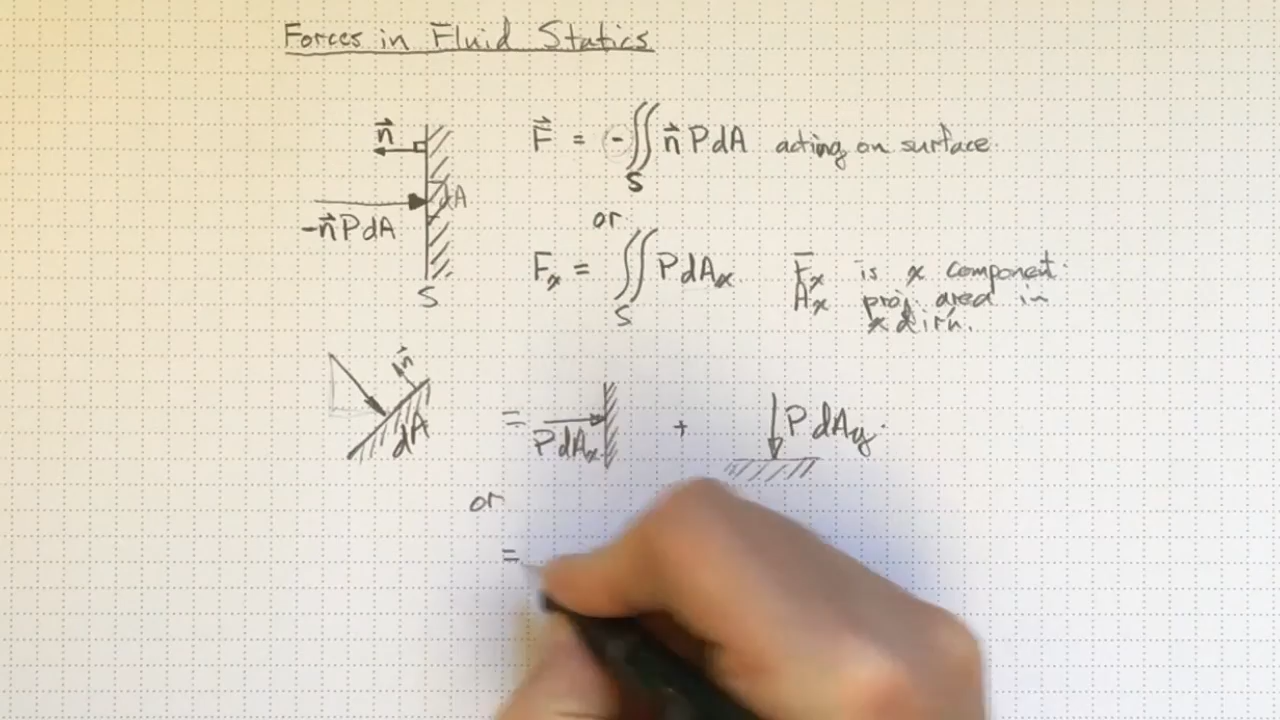 Forces in Fluid Statics
n⃗
F⃗ = -∬ n⃗ P dA acting on surface.
S
dA
-n⃗ P dA
or
Fₓ = ∬ P dAₓ
S
Fₓ is x component.
Aₓ proj. area in
x dirn.
S
n⃗
dA
= P dAₓ + P dAy.
or
=